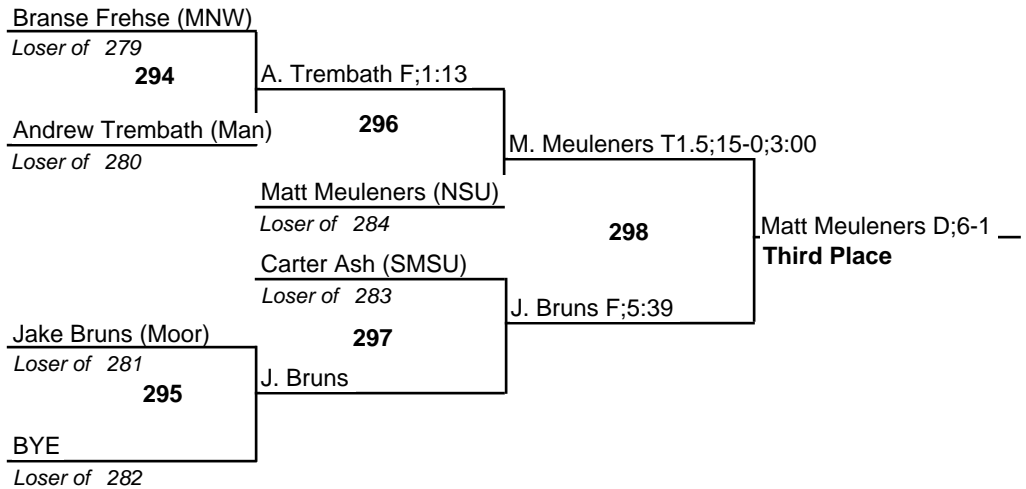 Branse Frehse (MNW)
Loser of 279
294
A. Trembath F;1:13
Andrew Trembath (Man)
Loser of 280
296
M. Meuleners T1.5;15-0;3:00
Matt Meuleners (NSU)
Loser of 284
298
Matt Meuleners D;6-1
Third Place
Carter Ash (SMSU)
Loser of 283
J. Bruns F;5:39
Jake Bruns (Moor)
Loser of 281
297
295
J. Bruns
BYE
Loser of 282